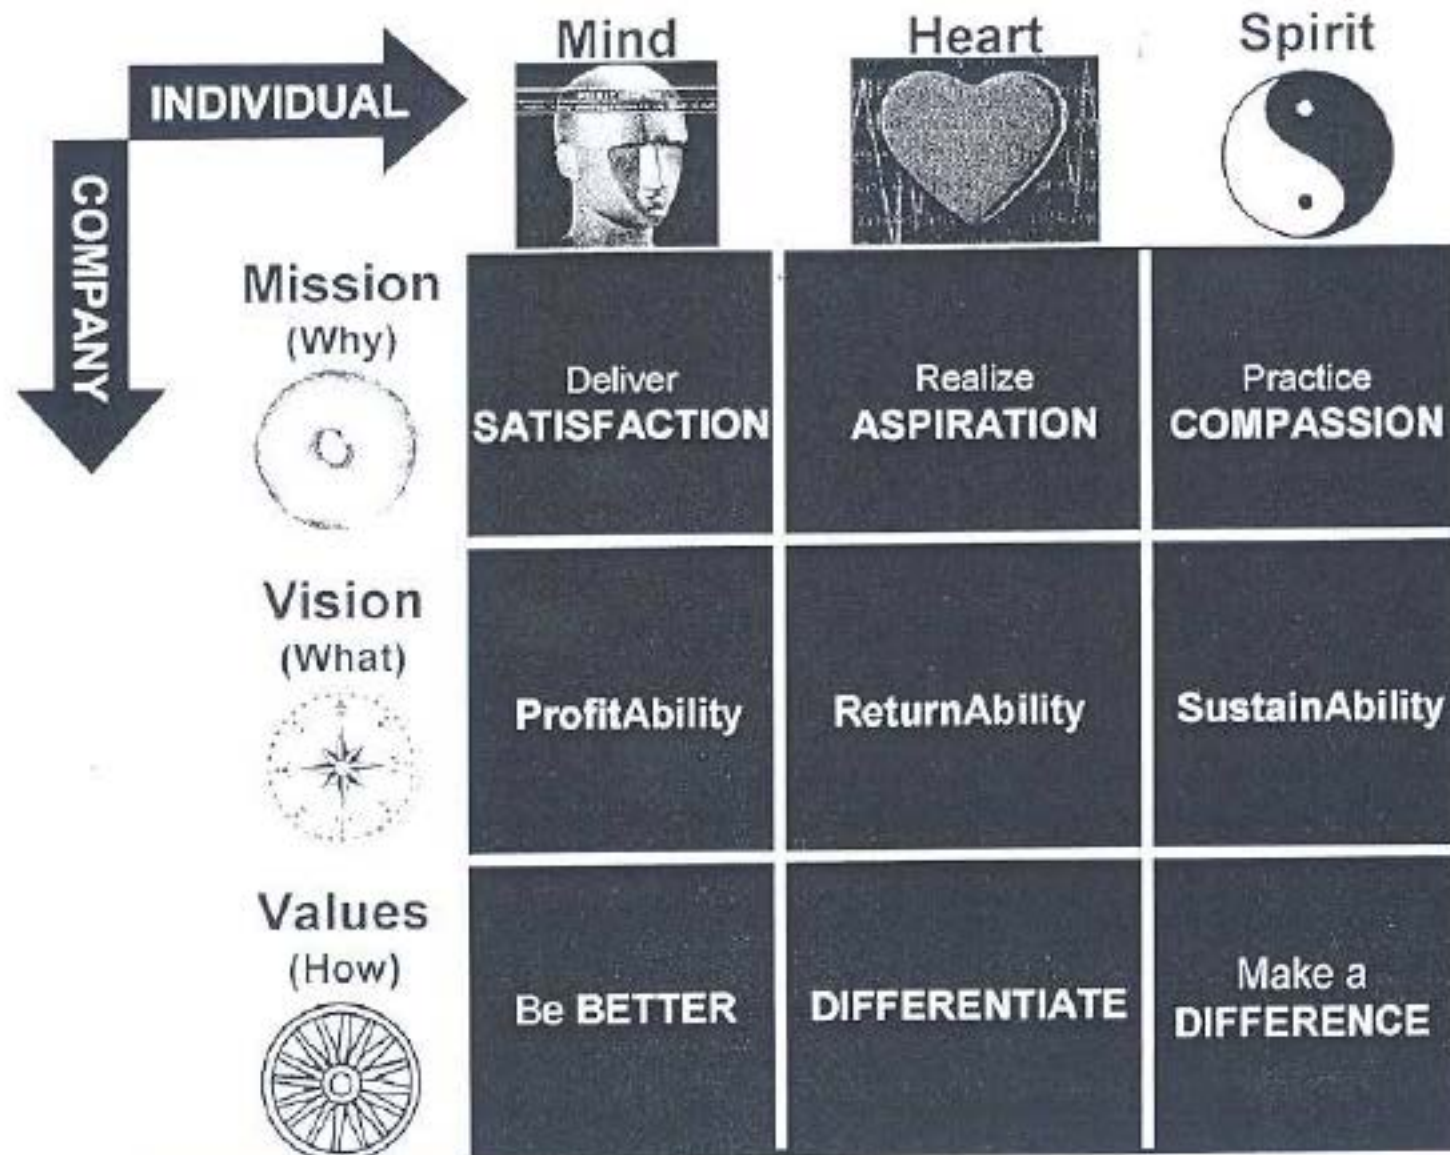 Mind
Heart
Spirit
INDIVIDUAL
COMPANY
Mission
(Why)
Deliver
SATISFACTION
Realize
ASPIRATION
Practice
COMPASSION
Vision
(What)
ProfitAbility
ReturnAbility
SustainAbility
Values
(How)
Be BETTER
DIFFERENTIATE
Make a
DIFFERENCE